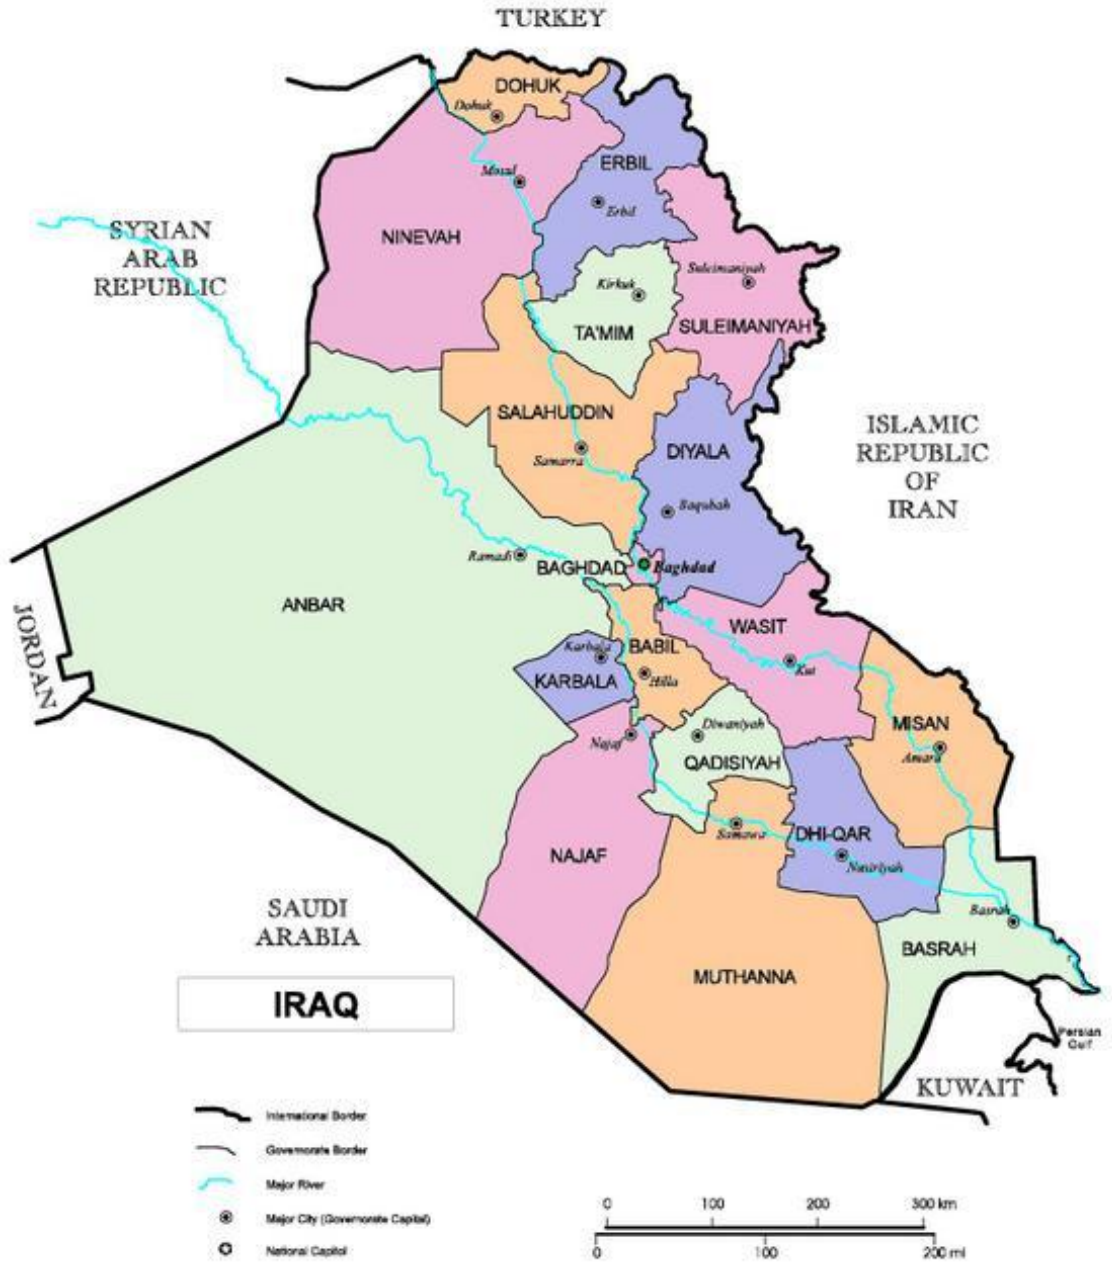 TURKEY
DOHUK
Dohuk
ERBIL
Mosul
Erbil
SYRIAN
ARAB
REPUBLIC
NINEVAH
Suleimaniyah
Kirkuk
TA'MIM
SULEIMANIYAH
SALAHUDDIN
ISLAMIC
REPUBLIC
OF
IRAN
DIYALA
Samarra
Baqubah
Ramadi
BAGHDAD
Baghdad
ANBAR
JORDAN
WASIT
Karbala
BABIL
Kut
KARBALA
Hilla
MISAN
Diwaniyah
Najaf
Amara
QADISIYAH
Samawa
DHI-QAR
NAJAF
Nasiriyah
SAUDI
ARABIA
Basrah
BASRAH
MUTHANNA
IRAQ
Persian
Gulf
KUWAIT
International Border
Governorate Border
Major River
Major City (Governorate Capital)
National Capitol
0 100 200 300 km
0 100 200 mi